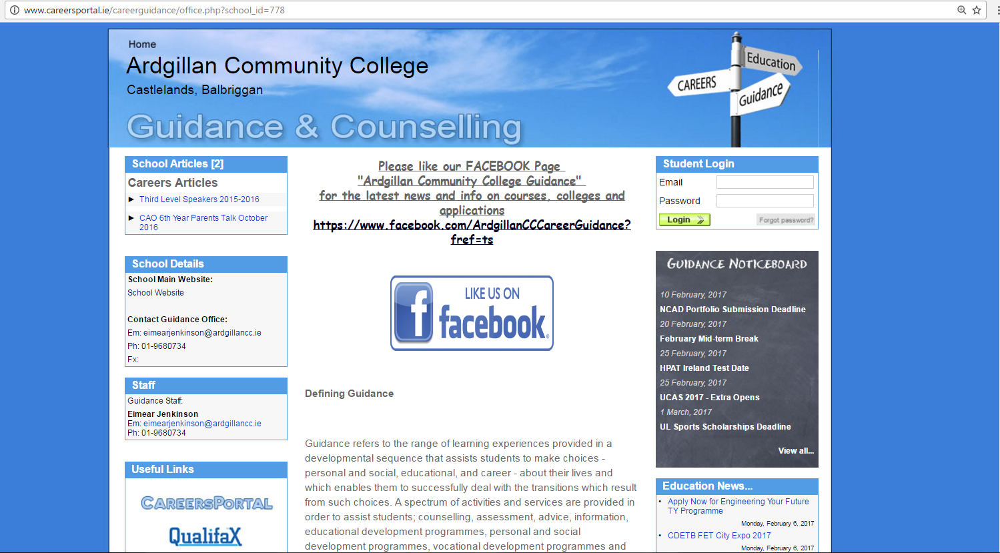 www.careersportal.ie/careerguidance/office.php?school_id=778
Home
Ardgillan Community College
Castlelands, Balbriggan
Guidance & Counselling
Education
CAREERS
Guidance
School Articles [2]
Careers Articles
Third Level Speakers 2015-2016
CAO 6th Year Parents Talk October
2016
School Details
School Main Website:
School Website
Contact Guidance Office:
Em: eimearjenkinson@ardgillancc.ie
Ph: 01-9680734
Fx:
Staff
Guidance Staff:
Eimear Jenkinson
Em: eimearjenkinson@ardgillancc.ie
Ph: 01-9680734
Useful Links
CAREERSPORTAL
QualifaX
Please like our FACEBOOK Page
"Ardgillan Community College Guidance"
for the latest news and info on courses, colleges and
applications
https://www.facebook.com/ArdgillanCCCareerGuidance?
fref=ts
LIKE US ON
facebook
Defining Guidance
Guidance refers to the range of learning experiences provided in a
developmental sequence that assists students to make choices -
personal and social, educational, and career - about their lives and
which enables them to successfully deal with the transitions which result
from such choices. A spectrum of activities and services are provided in
order to assist students; counselling, assessment, advice, information,
educational development programmes, personal and social
development programmes, vocational development programmes and
Student Login
Email
Password
Login
Forgot password?
GUIDANCE NOTICEBOARD
10 February, 2017
NCAD Portfolio Submission Deadline
20 February, 2017
February Mid-term Break
25 February, 2017
HPAT Ireland Test Date
25 February, 2017
UCAS 2017 - Extra Opens
1 March, 2017
UL Sports Scholarships Deadline
View all...
Education News...
Apply Now for Engineering Your Future
TY Programme
Monday, February 6, 2017
CDETB FET City Expo 2017
Monday, February 6, 2017